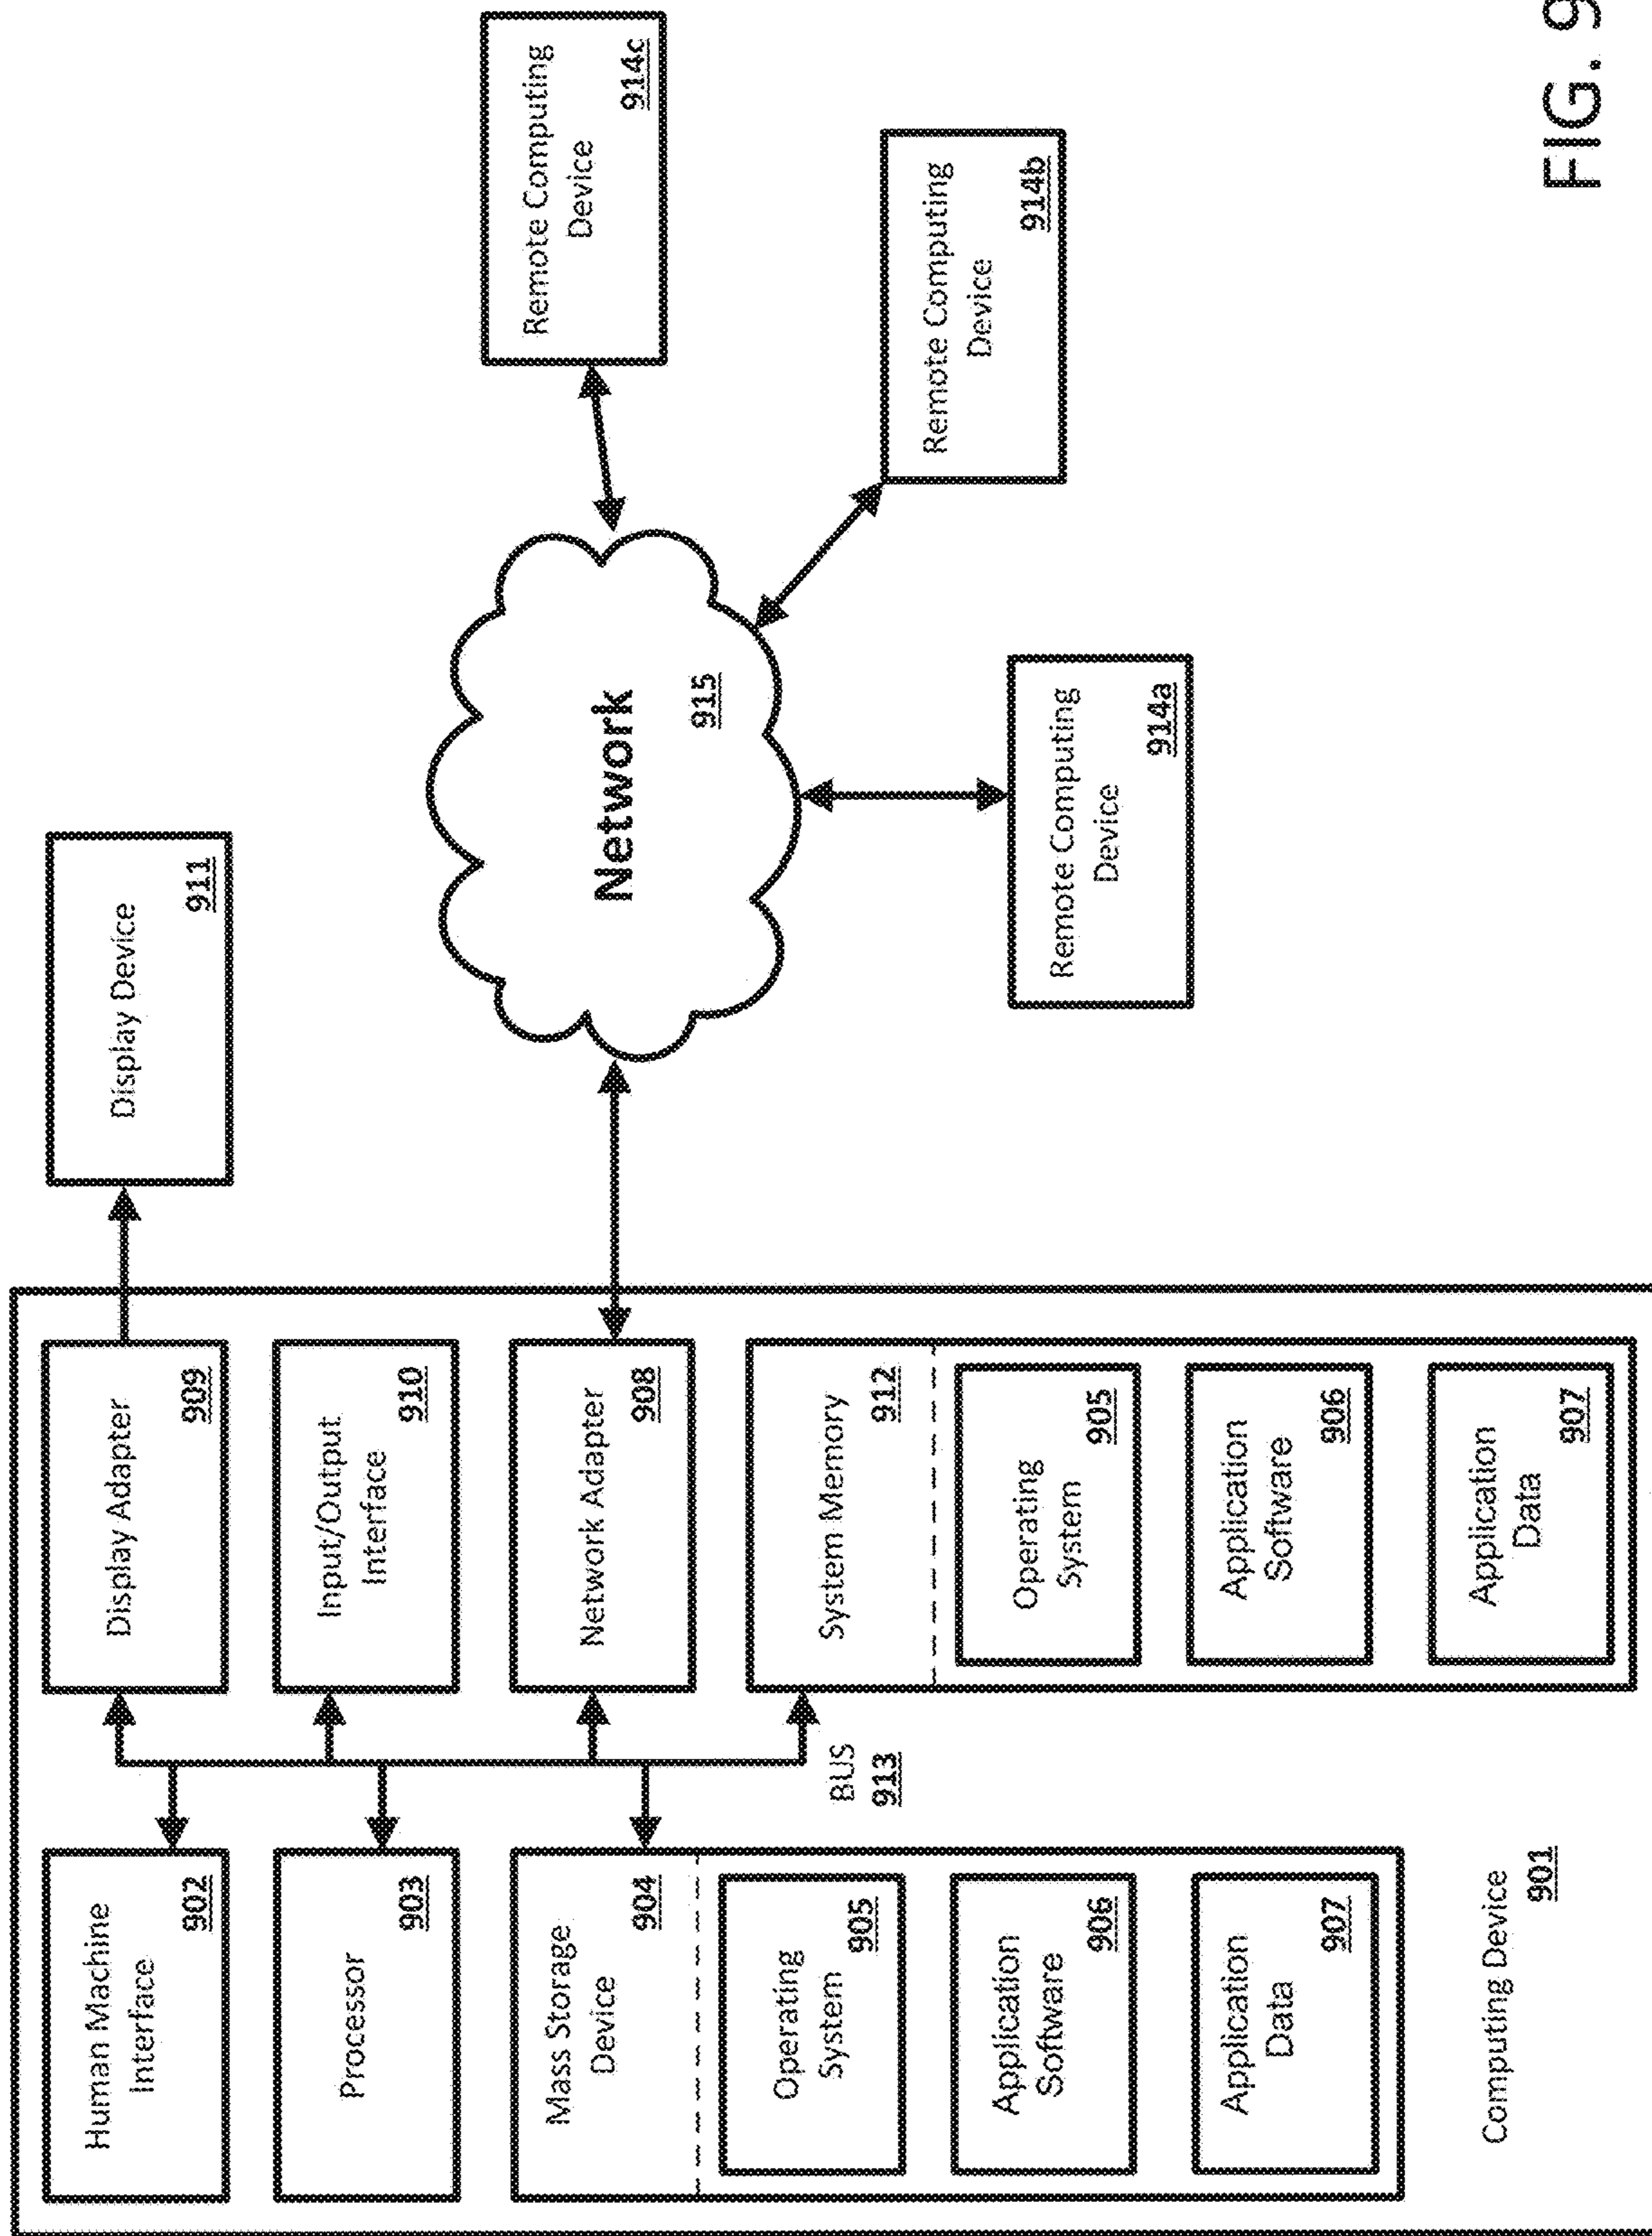 Human Machine
Interface
902
Processor
903
Mass Storage
Device
904
Operating
System
905
Application
Software
906
Application
Data
907
Computing Device
901
BUS
913
Display Adapter
909
Input/Output
Interface
910
Network Adapter
908
System Memory
912
Operating
System
905
Application
Software
906
Application
Data
907
Display Device
911
Network
915
Remote Computing
Device
914a
Remote Computing
Device
914b
Remote Computing
Device
914c
FIG. 9